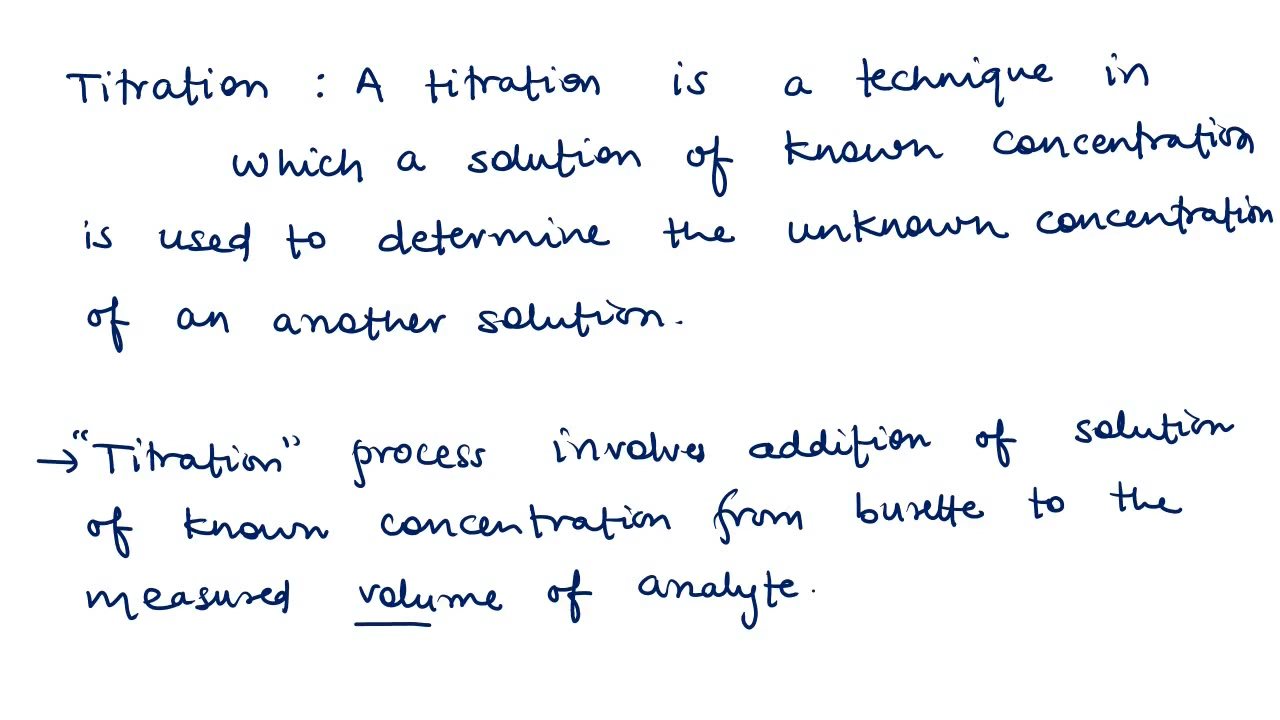 Titration : A titration is a technique in
which a solution of known concentration
is used to determine the unknown concentration
of an another solution.
→ "Titration" process involves addition of solution
of known concentration from burette to the
measured volume of analyte.